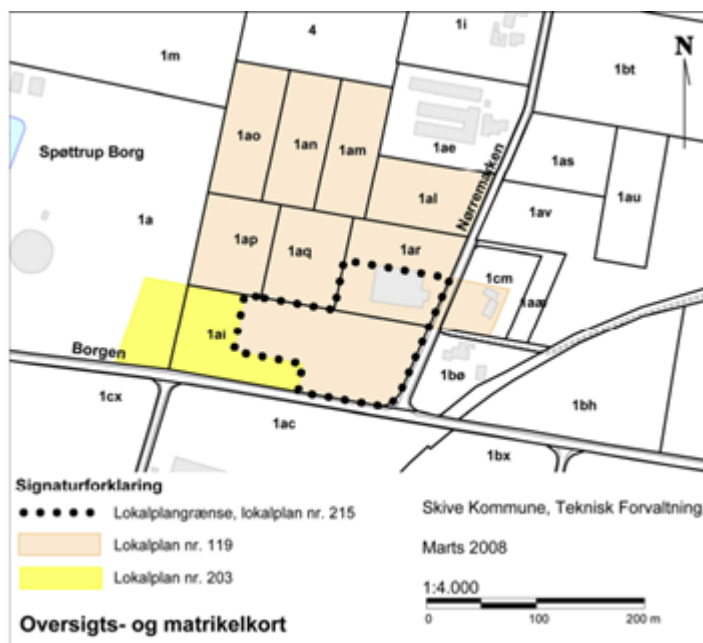 4
1i
1m
N
1bt
1ao
1an
1am
1ae
1as
1au
Spøttrup Borg
1al
Nørremarken
1av
1a
1ap
1aq
1ar
1cm
1aæ
1ai
Borgen
1bø
1cx
1ac
1bh
1bx
Signaturforklaring
Lokalplangrænse, lokalplan nr. 215
Lokalplan nr. 119
Lokalplan nr. 203
Oversigts- og matrikelkort
Skive Kommune, Teknisk Forvaltning
Marts 2008
1:4.000
0 100 200 m